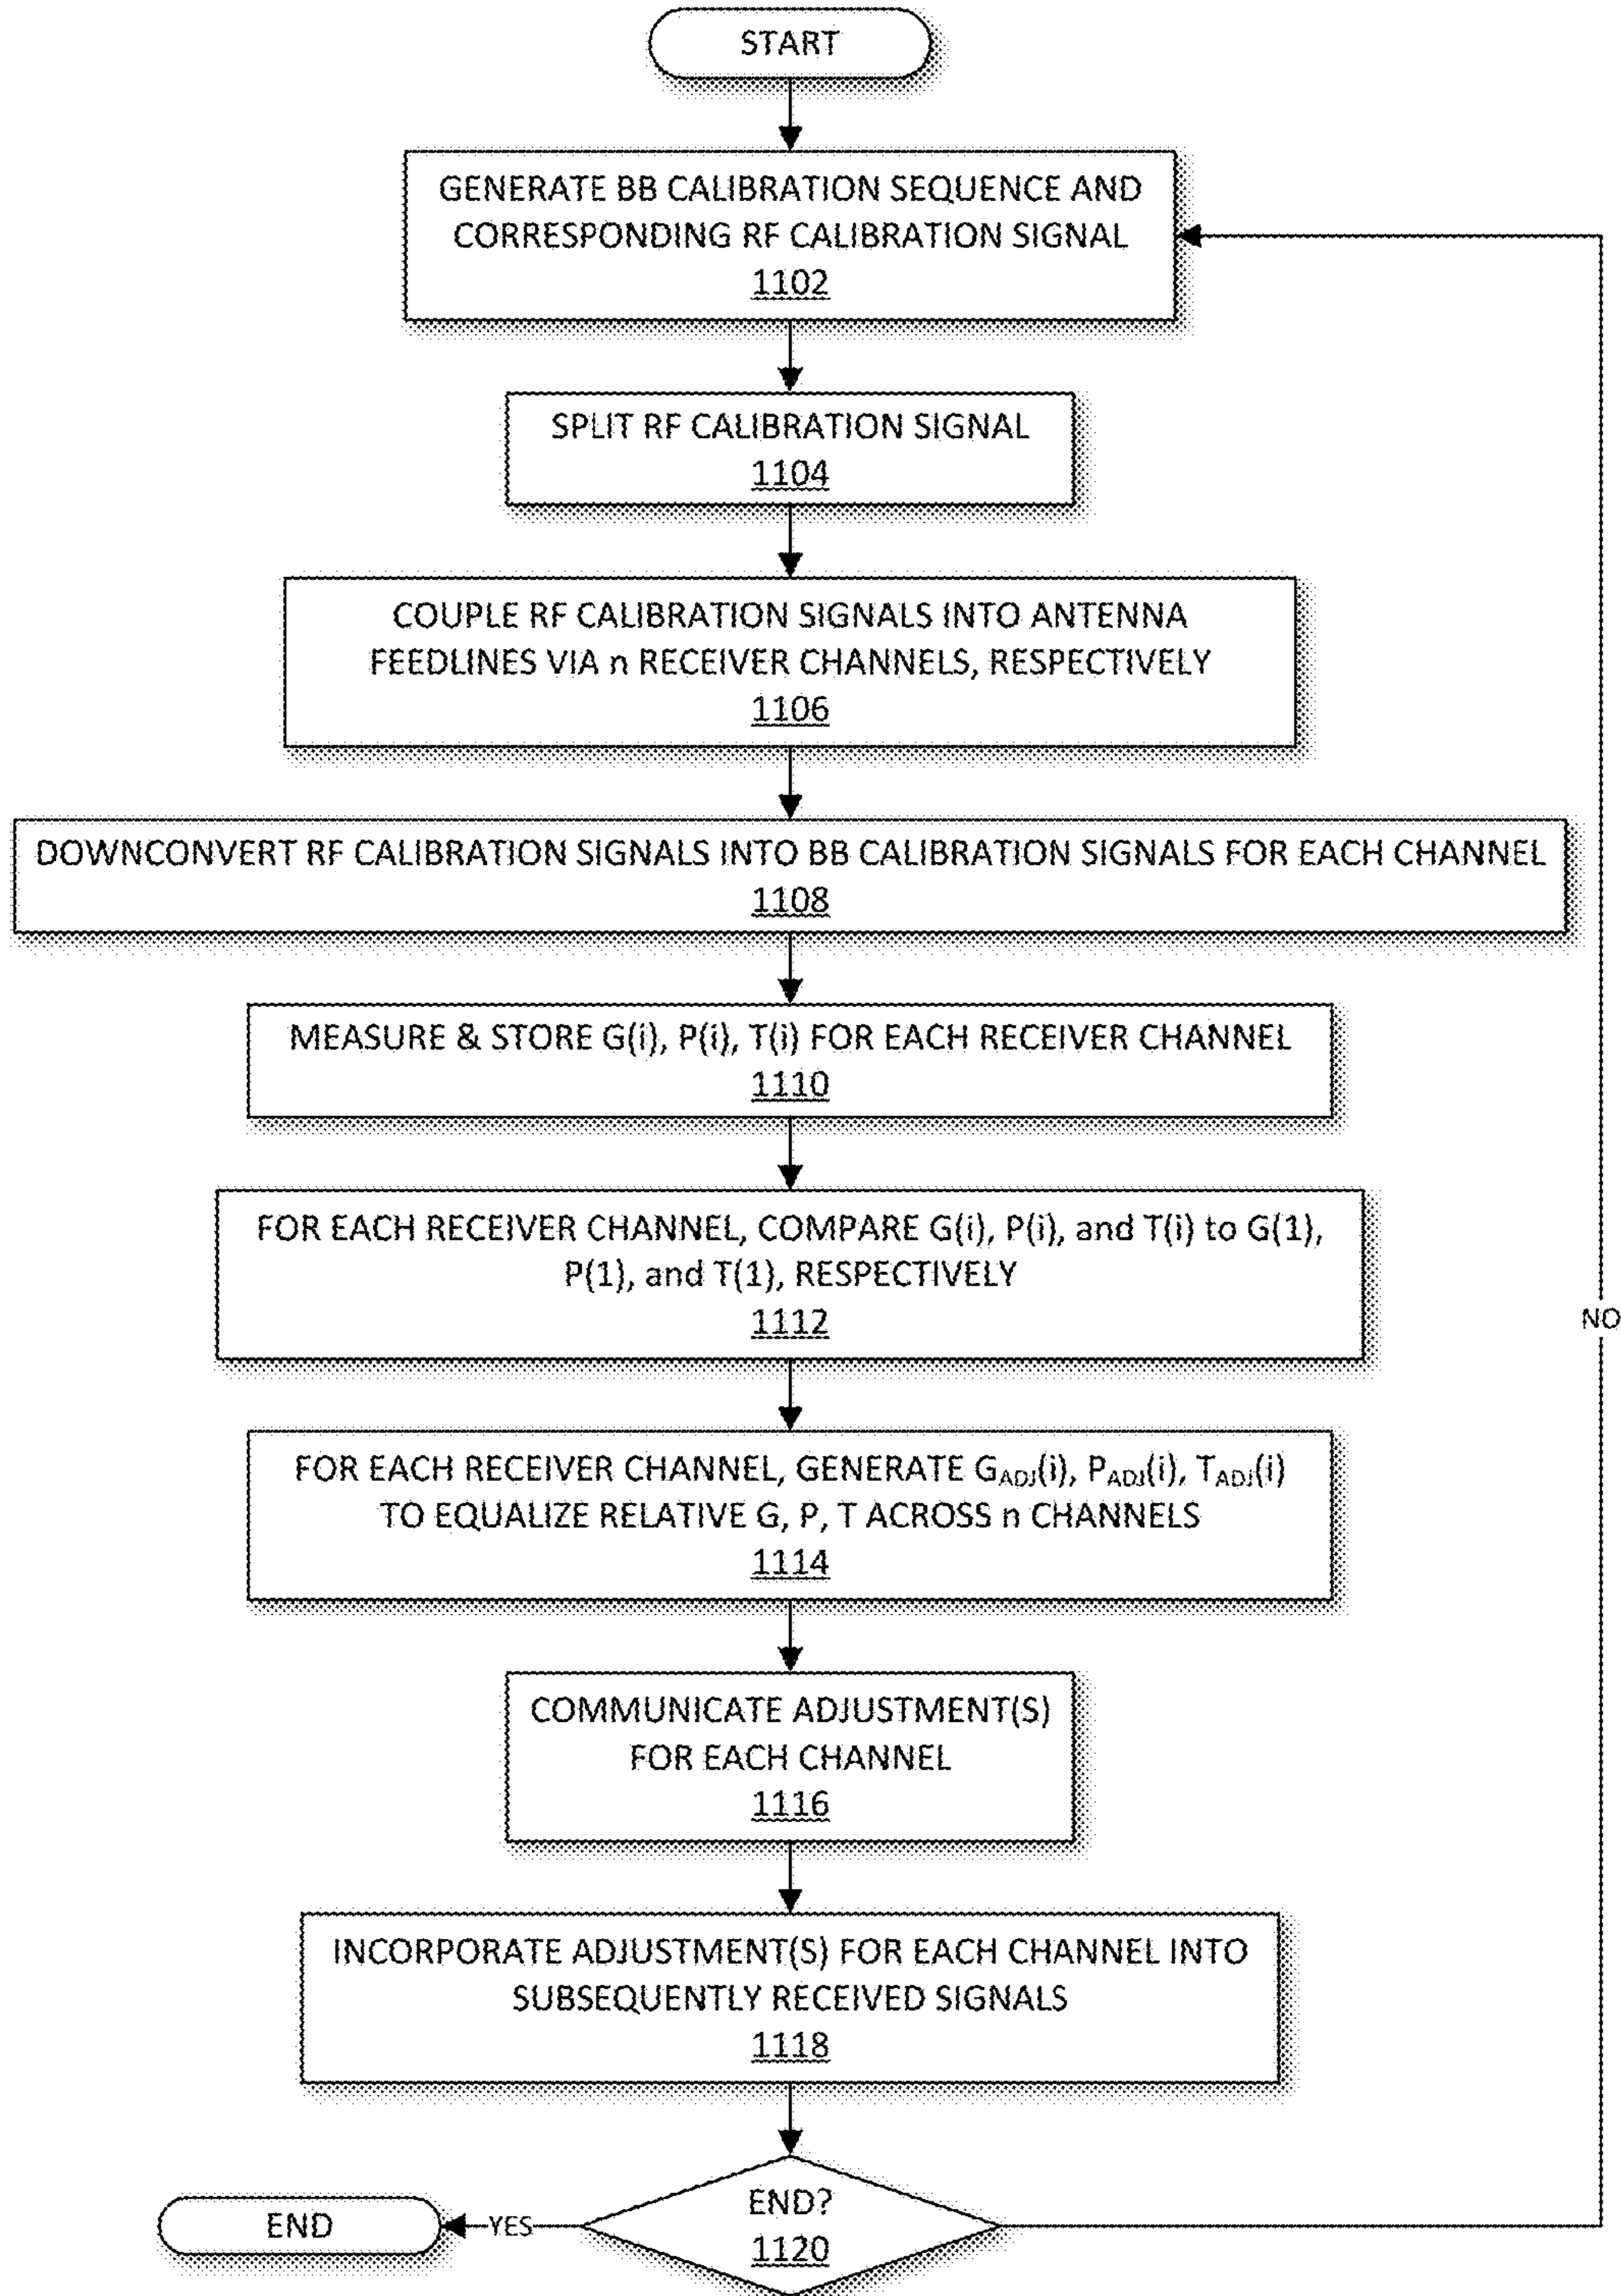 START
GENERATE BB CALIBRATION SEQUENCE AND
CORRESPONDING RF CALIBRATION SIGNAL
1102
SPLIT RF CALIBRATION SIGNAL
1104
COUPLE RF CALIBRATION SIGNALS INTO ANTENNA
FEEDLINES VIA n RECEIVER CHANNELS, RESPECTIVELY
1106
DOWNCONVERT RF CALIBRATION SIGNALS INTO BB CALIBRATION SIGNALS FOR EACH CHANNEL
1108
MEASURE & STORE G(i), P(i), T(i) FOR EACH RECEIVER CHANNEL
1110
FOR EACH RECEIVER CHANNEL, COMPARE G(i), P(i), and T(i) to G(1),
P(1), and T(1), RESPECTIVELY
1112
NO
FOR EACH RECEIVER CHANNEL, GENERATE GADJ(i), PADJ(i), TADJ(i)
TO EQUALIZE RELATIVE G, P, T ACROSS n CHANNELS
1114
COMMUNICATE ADJUSTMENT(S)
FOR EACH CHANNEL
1116
INCORPORATE ADJUSTMENT(S) FOR EACH CHANNEL INTO
SUBSEQUENTLY RECEIVED SIGNALS
1118
END?
1120
YES
END